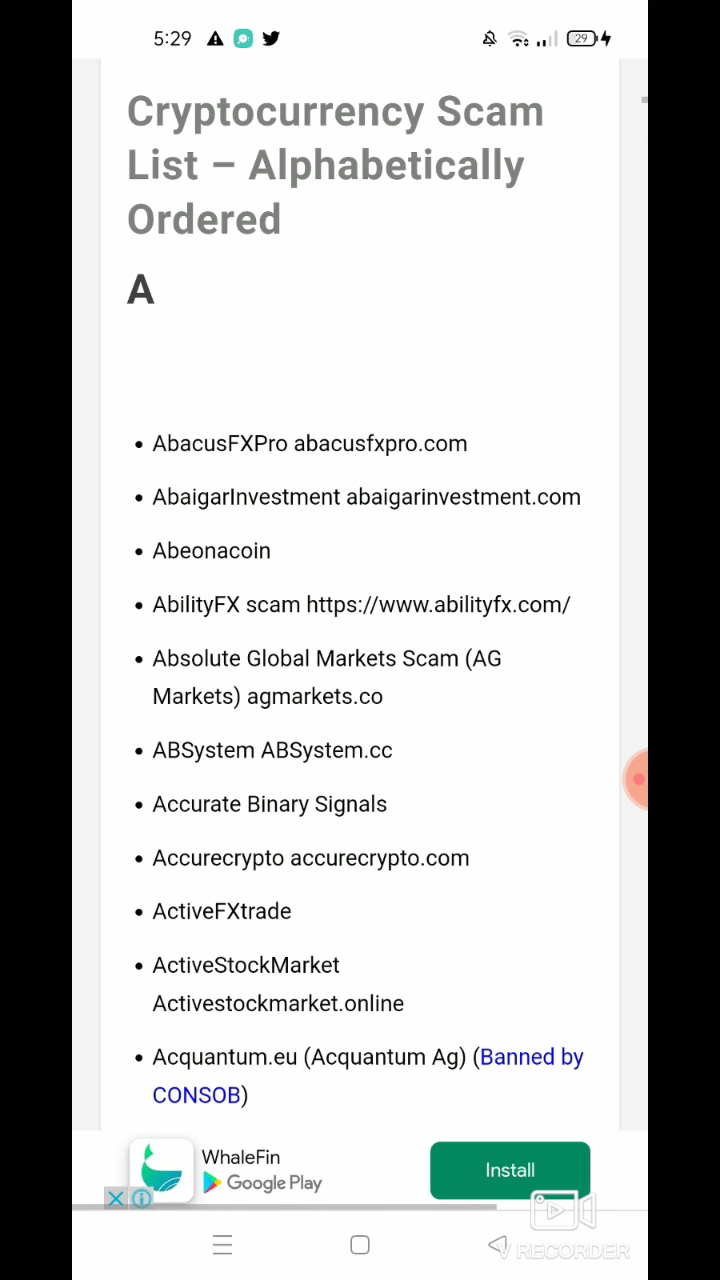 5:29
29
Cryptocurrency Scam
List – Alphabetically
Ordered
A
• AbacusFXPro abacusfxpro.com
• AbaigarInvestment abaigarinvestment.com
• Abeonacoin
• AbilityFX scam https://www.abilityfx.com/
• Absolute Global Markets Scam (AG
Markets) agmarkets.co
• ABSystem ABSystem.cc
• Accurate Binary Signals
• Accurecrypto accurecrypto.com
• ActiveFXtrade
• ActiveStockMarket
Activestockmarket.online
• Acquantum.eu (Acquantum Ag) (Banned by
CONSOB)
WhaleFin
Google Play
Install
V RECORDER